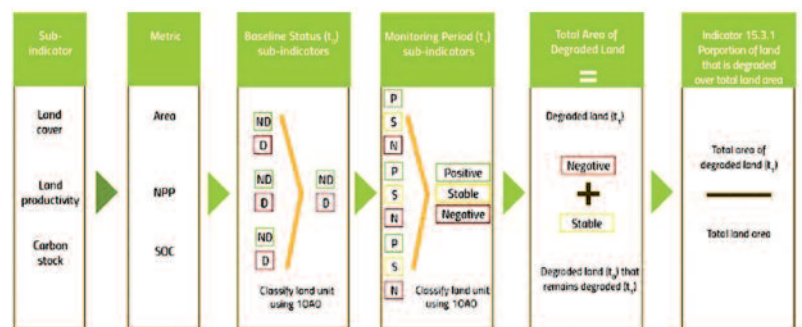 Sub-
indicator
Land
cover
Land
productivity
Carbon
stock
Metric
Area
NPP
SOC
Baseline Status (t₀)
sub-indicators
ND
D
ND
D
ND
D
ND
D
Classify land unit
using 1OAO
Monitoring Period (t₁)
sub-indicators
P
S
N
P
S
N
P
S
N
Positive
Stable
Negative
Classify land unit
using 1OAO
Total Area of
Degraded Land
=
Degraded land (t₁)
Negative
+
Stable
Degraded land (t₀) that
remains degraded (t₁)
Indicator 15.3.1
Porportion of land
that is degraded
over total land area
Total area of
degraded land (t₁)
Total land area